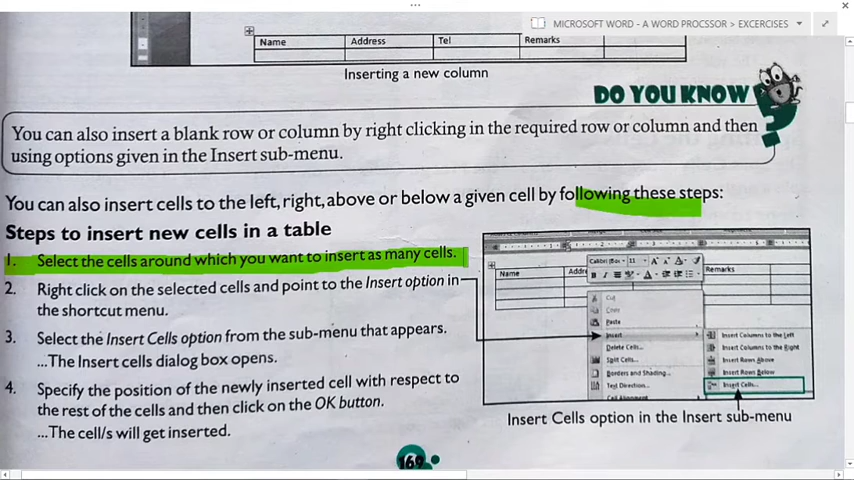 ...
MICROSOFT WORD - A WORD PROCSSOR > EXCERCISES
Name Address Tel Remarks
Inserting a new column
DO YOU KNOW
You can also insert a blank row or column by right clicking in the required row or column and then
using options given in the Insert sub-menu.
You can also insert cells to the left, right, above or below a given cell by following these steps:
Steps to insert new cells in a table
1. Select the cells around which you want to insert as many cells.
2. Right click on the selected cells and point to the Insert option in
the shortcut menu.
3. Select the Insert Cells option from the sub-menu that appears.
...The Insert cells dialog box opens.
4. Specify the position of the newly inserted cell with respect to
the rest of the cells and then click on the OK button.
...The cell/s will get inserted.
Name Remarks
Cut
Copy
Paste
Insert
Delete Cells...
Split Cells...
Borders and Shading...
Text Direction...
Cell Alignment
Insert Columns to the Left
Insert Columns to the Right
Insert Rows Above
Insert Rows Below
Insert Cells...
Insert Cells option in the Insert sub-menu
169